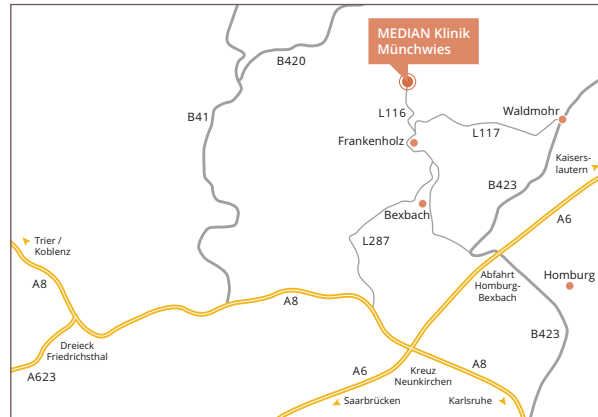 MEDIAN Klinik
Münchwies
B420
B41
L116
Waldmohr
L117
Frankenholz
Kaisers-
lautern
B423
Bexbach
A6
Trier /
Koblenz
L287
A8
Abfahrt
Homburg-
Bexbach
Homburg
A8
B423
Dreieck
Friedrichsthal
A623
A6
Kreuz
Neunkirchen
A8
Saarbrücken
Karlsruhe